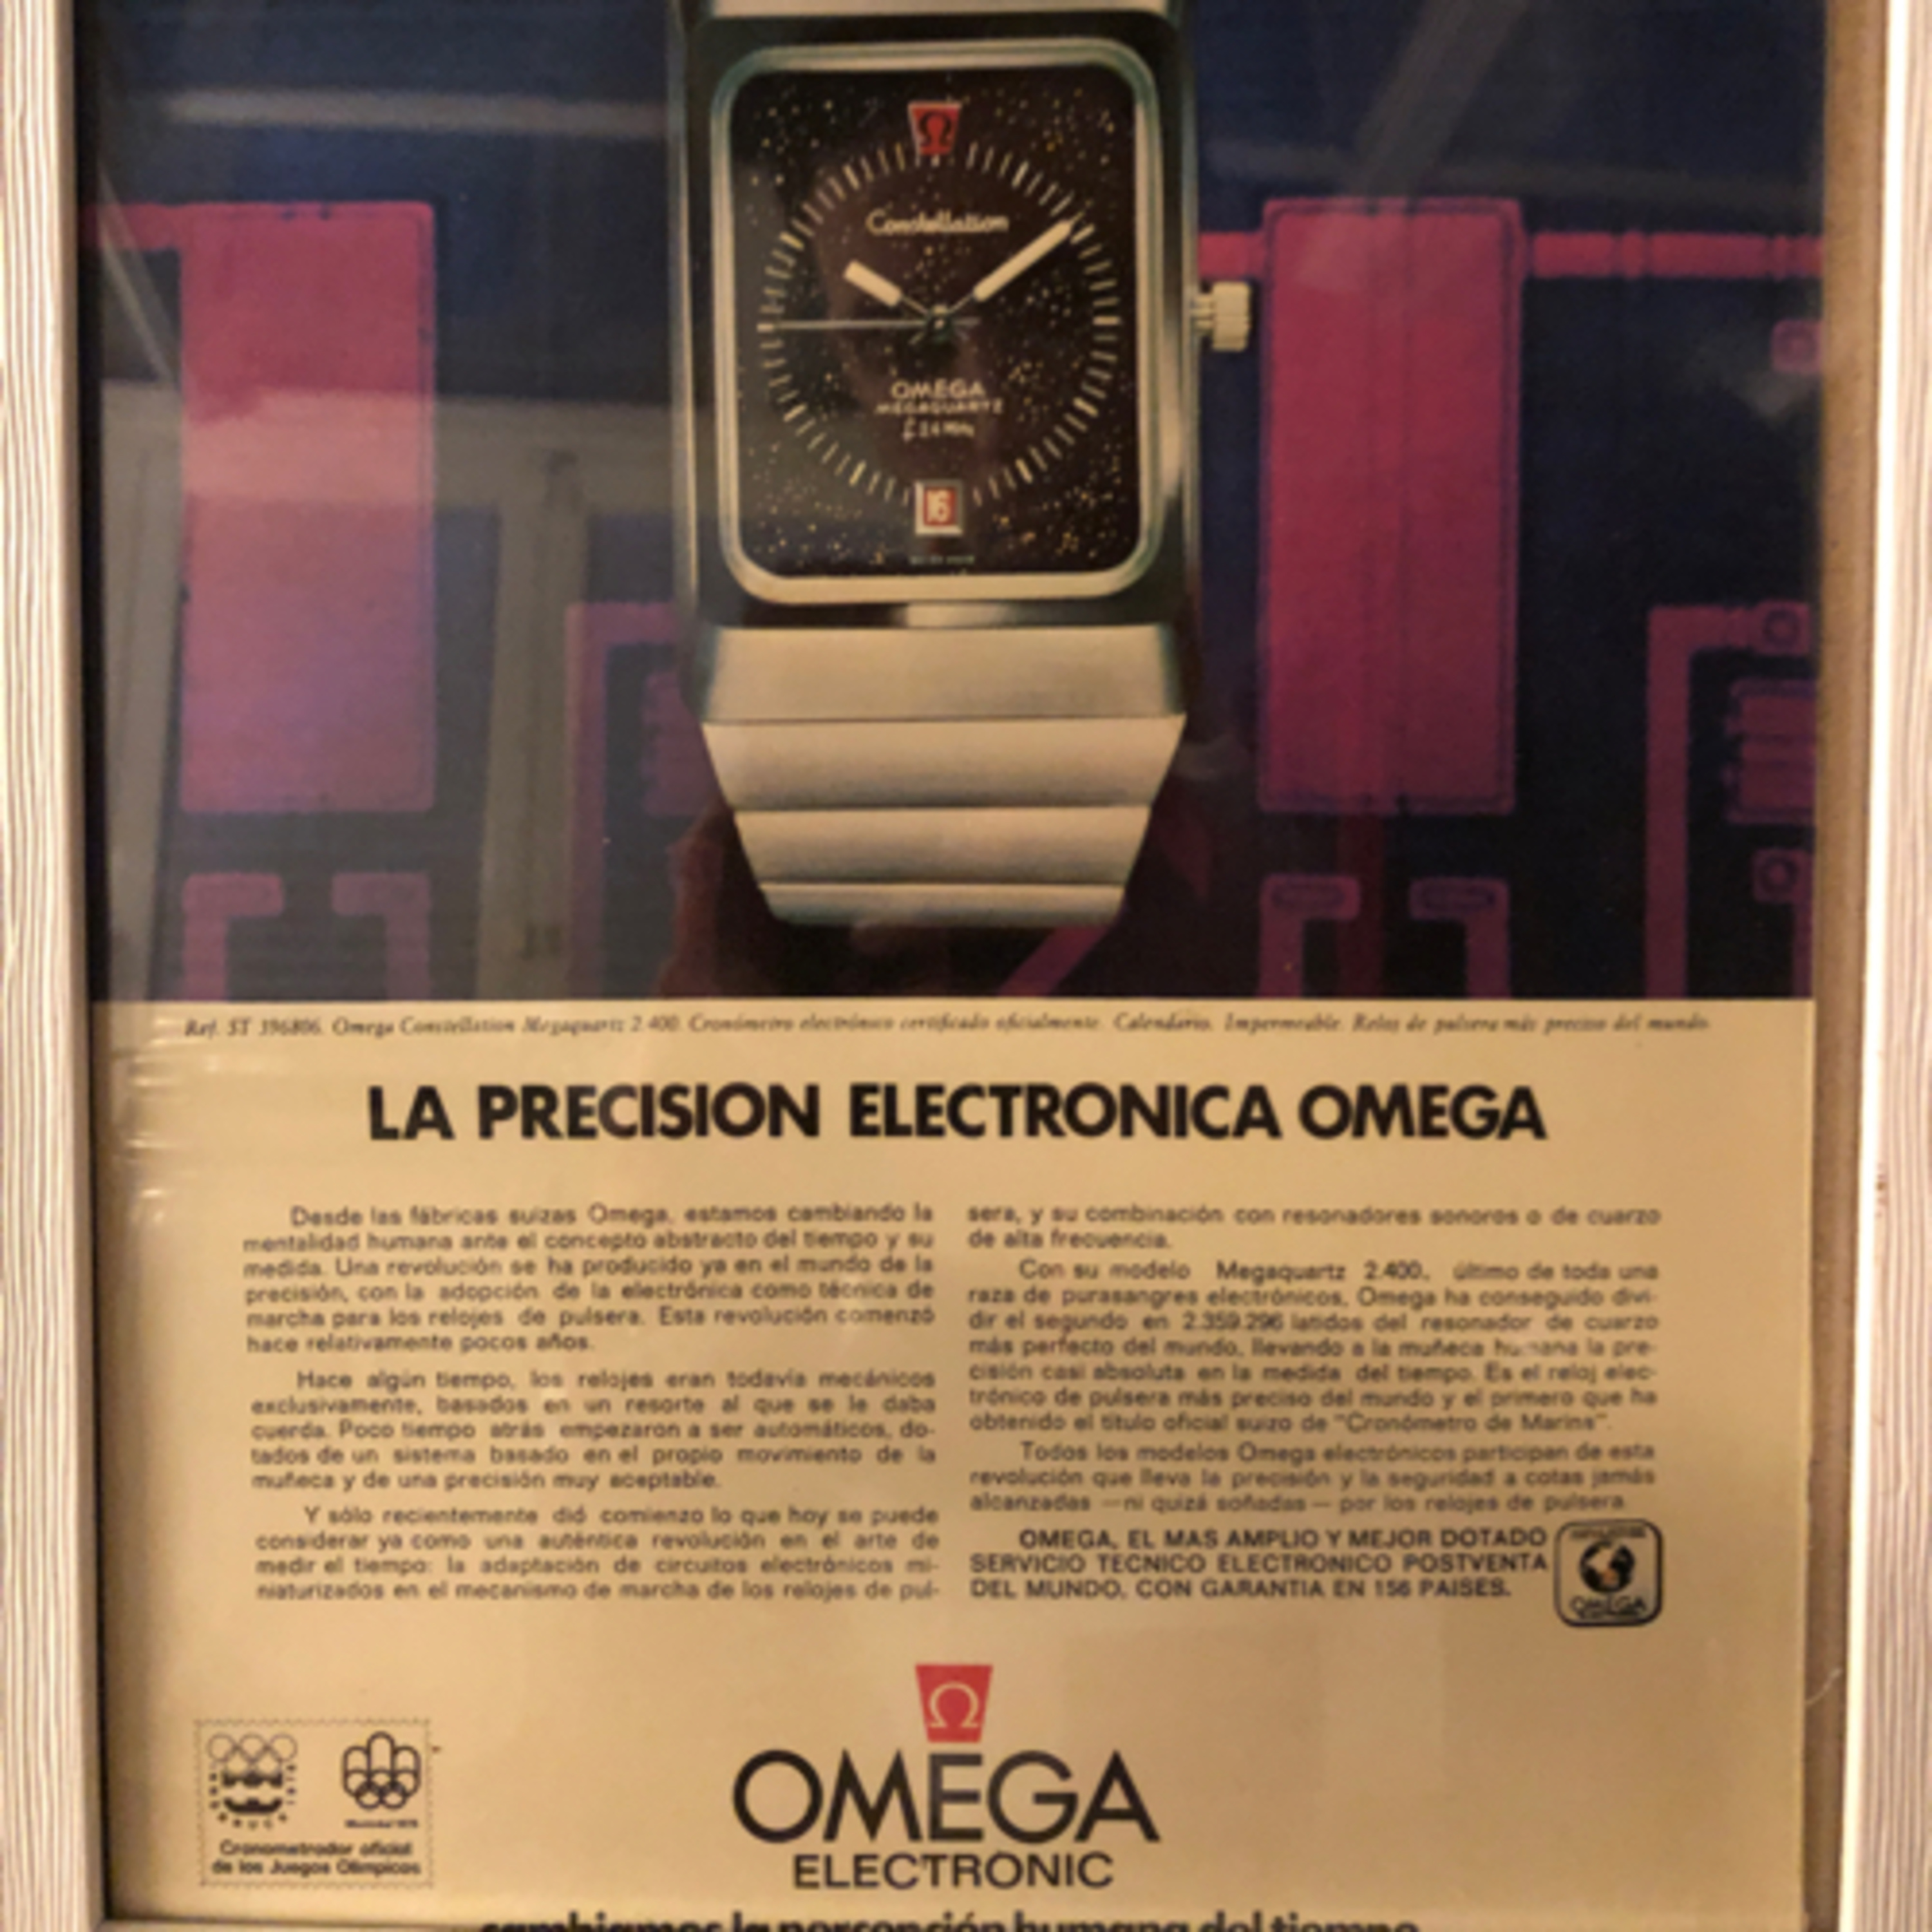 Constellation
OMEGA
MEGAQUARTZ
16
Ref. ST 396806. Omega Constellation Megaquartz 2.400. Cronómetro electrónico certificado oficialmente. Calendario. Impermeable. Reloj de pulsera más preciso del mundo.
LA PRECISION ELECTRONICA OMEGA
Desde las fábricas suizas Omega, estamos cambiando la
mentalidad humana ante el concepto abstracto del tiempo y su
medida. Una revolución se ha producido ya en el mundo de la
precisión, con la adopción de la electrónica como técnica de
marcha para los relojes de pulsera. Esta revolución comenzó
hace relativamente pocos años.
Hace algún tiempo, los relojes eran todavía mecánicos
exclusivamente, basados en un resorte al que se le daba
cuerda. Poco tiempo atrás empezaron a ser automáticos, do-
tados de un sistema basado en el propio movimiento de la
muñeca y de una precisión muy aceptable.
Y sólo recientemente dió comienzo lo que hoy se puede
considerar ya como una auténtica revolución en el arte de
medir el tiempo: la adaptación de circuitos electrónicos mi-
niaturizados en el mecanismo de marcha de los relojes de pul-
sera, y su combinación con resonadores sonoros o de cuarzo
de alta frecuencia.
Con su modelo Megaquartz 2.400, último de toda una
raza de purasangres electrónicos, Omega ha conseguido divi-
dir el segundo en 2.359.296 latidos del resonador de cuarzo
más perfecto del mundo, llevando a la muñeca humana la pre-
cisión casi absoluta en la medida del tiempo. Es el reloj elec-
trónico de pulsera más preciso del mundo y el primero que ha
obtenido el título oficial suizo de "Cronómetro de Marina".
Todos los modelos Omega electrónicos participan de esta
revolución que lleva la precisión y la seguridad a cotas jamás
alcanzadas —ni quizá soñadas— por los relojes de pulsera
OMEGA, EL MAS AMPLIO Y MEJOR DOTADO
SERVICIO TECNICO ELECTRONICO POSTVENTA
DEL MUNDO, CON GARANTIA EN 156 PAISES.
OMEGA
Ω
OMEGA
ELECTRONIC
Montréal 1976
Cronometrador oficial
de los Juegos Olímpicos
cambiamos la percepción humana del tiempo